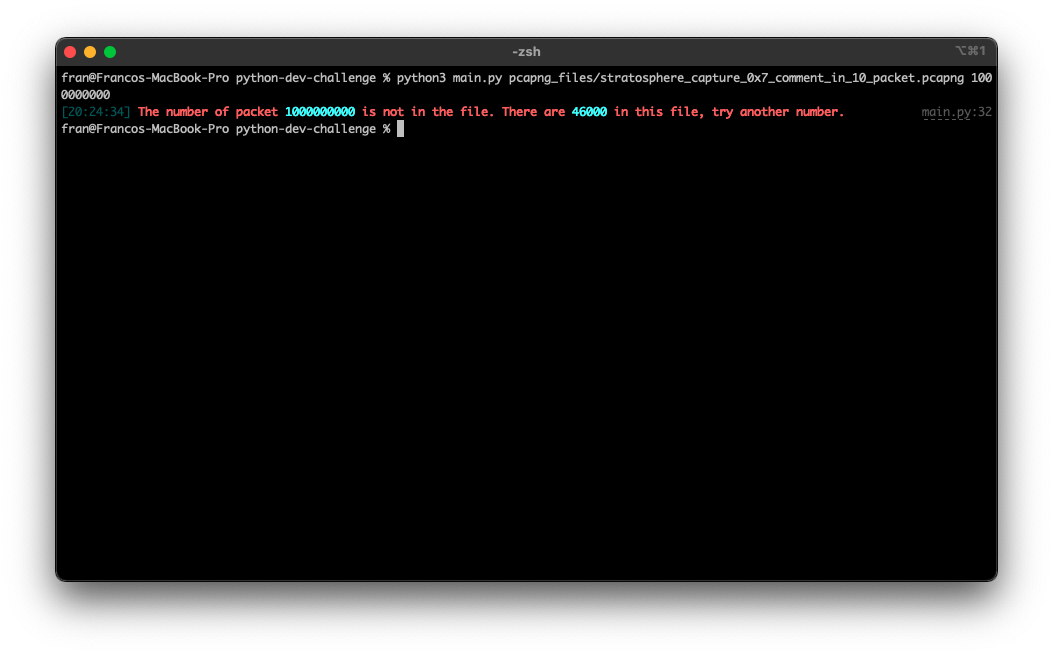 -zsh
⌥⌘1
fran@Francos-MacBook-Pro python-dev-challenge % python3 main.py pcapng_files/stratosphere_capture_0x7_comment_in_10_packet.pcapng 100
0000000
[20:24:34] The number of packet 1000000000 is not in the file. There are 46000 in this file, try another number. main.py:32
fran@Francos-MacBook-Pro python-dev-challenge %